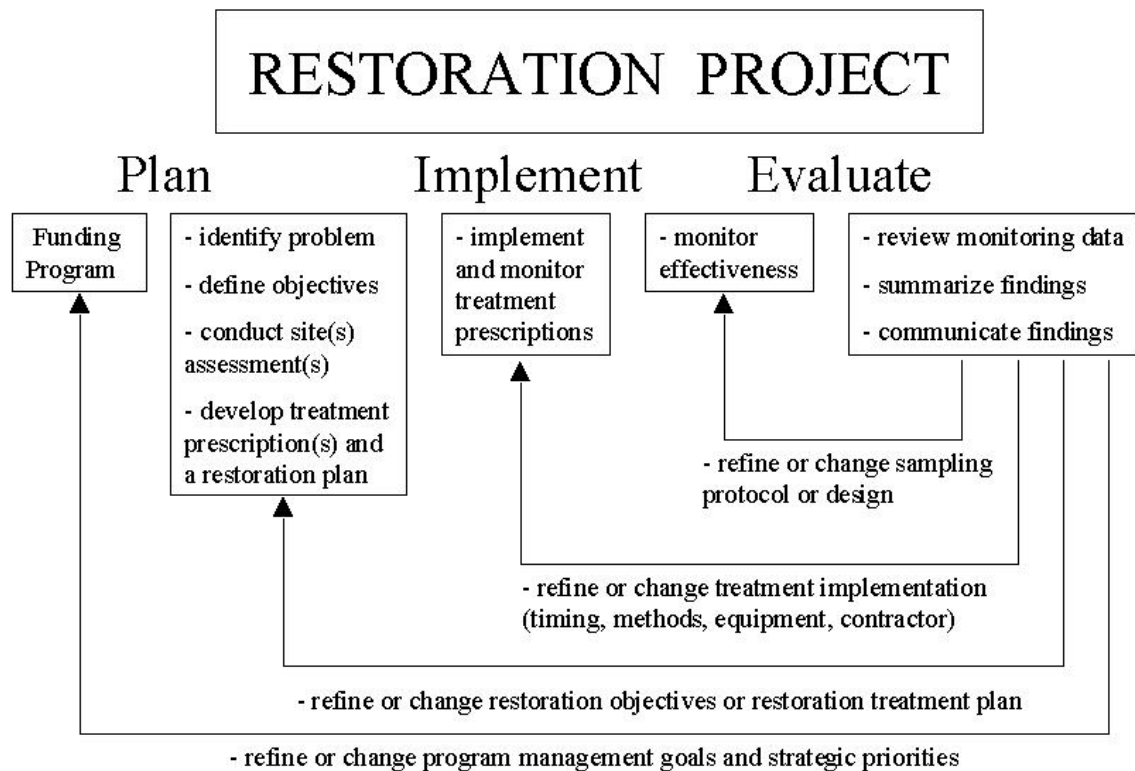 RESTORATION PROJECT
Plan
Implement
Evaluate
Funding
Program
- identify problem
- define objectives
- conduct site(s)
assessment(s)
- develop treatment
prescription(s) and
a restoration plan
- implement
and monitor
treatment
prescriptions
- monitor
effectiveness
- review monitoring data
- summarize findings
- communicate findings
- refine or change sampling
protocol or design
- refine or change treatment implementation
(timing, methods, equipment, contractor)
- refine or change restoration objectives or restoration treatment plan
- refine or change program management goals and strategic priorities